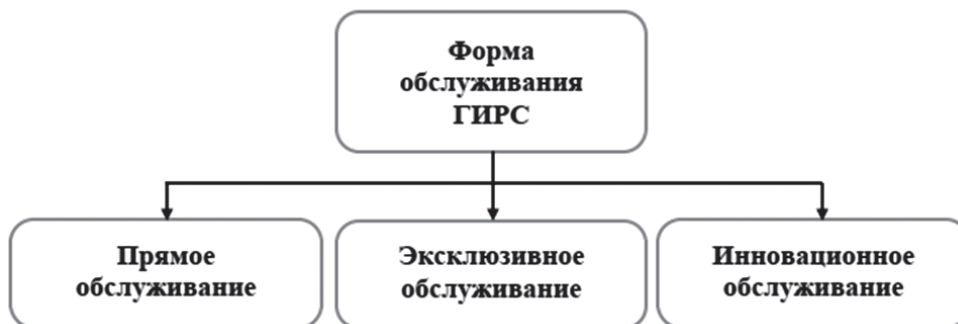 Форма
обслуживания
ГИРС
Прямое
обслуживание
Эксклюзивное
обслуживание
Инновационное
обслуживание